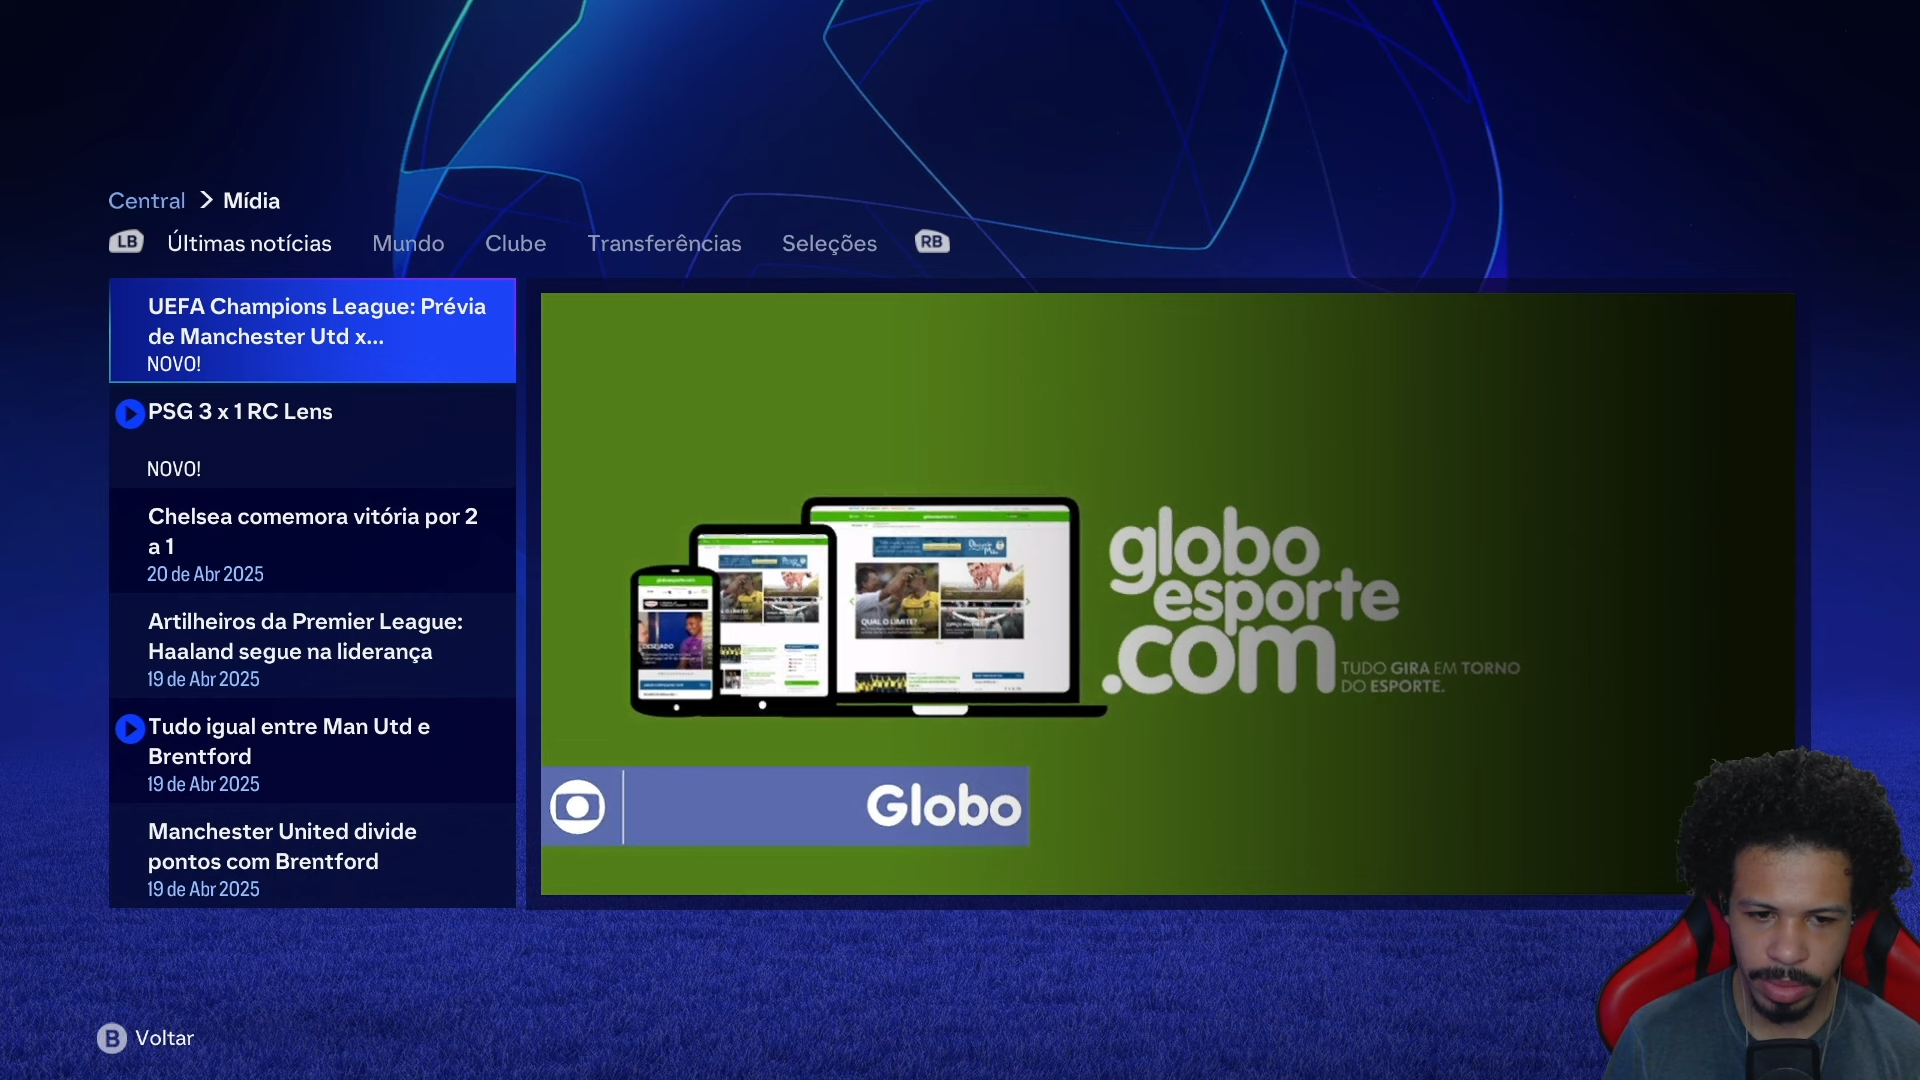 Central > Mídia
LB Últimas notícias Mundo Clube Transferências Seleções RB
UEFA Champions League: Prévia
de Manchester Utd x...
NOVO!
PSG 3 x 1 RC Lens
NOVO!
Chelsea comemora vitória por 2
a 1
20 de Abr 2025
Artilheiros da Premier League:
Haaland segue na liderança
19 de Abr 2025
Tudo igual entre Man Utd e
Brentford
19 de Abr 2025
Manchester United divide
pontos com Brentford
19 de Abr 2025
QUAL O LIMITE?
globo
esporte
.com
TUDO GIRA EM TORNO
DO ESPORTE.
Globo
B Voltar